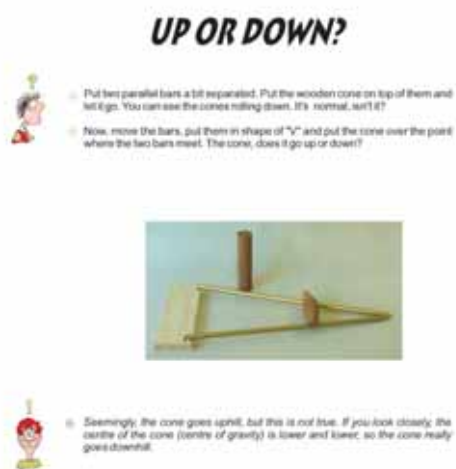 UP OR DOWN?
Put two parallel bars a bit separated. Put the wooden cone on top of them and
let it go. You can see the cones rolling down. It's normal, isn't it?
Now, move the bars, put them in shape of "V" and put the cone over the point
where the two bars meet. The cone, does it go up or down?
Seemingly, the cone goes uphill, but this is not true. If you look closely, the
centre of the cone (centre of gravity) is lower and lower, so the cone really
goes downhill.